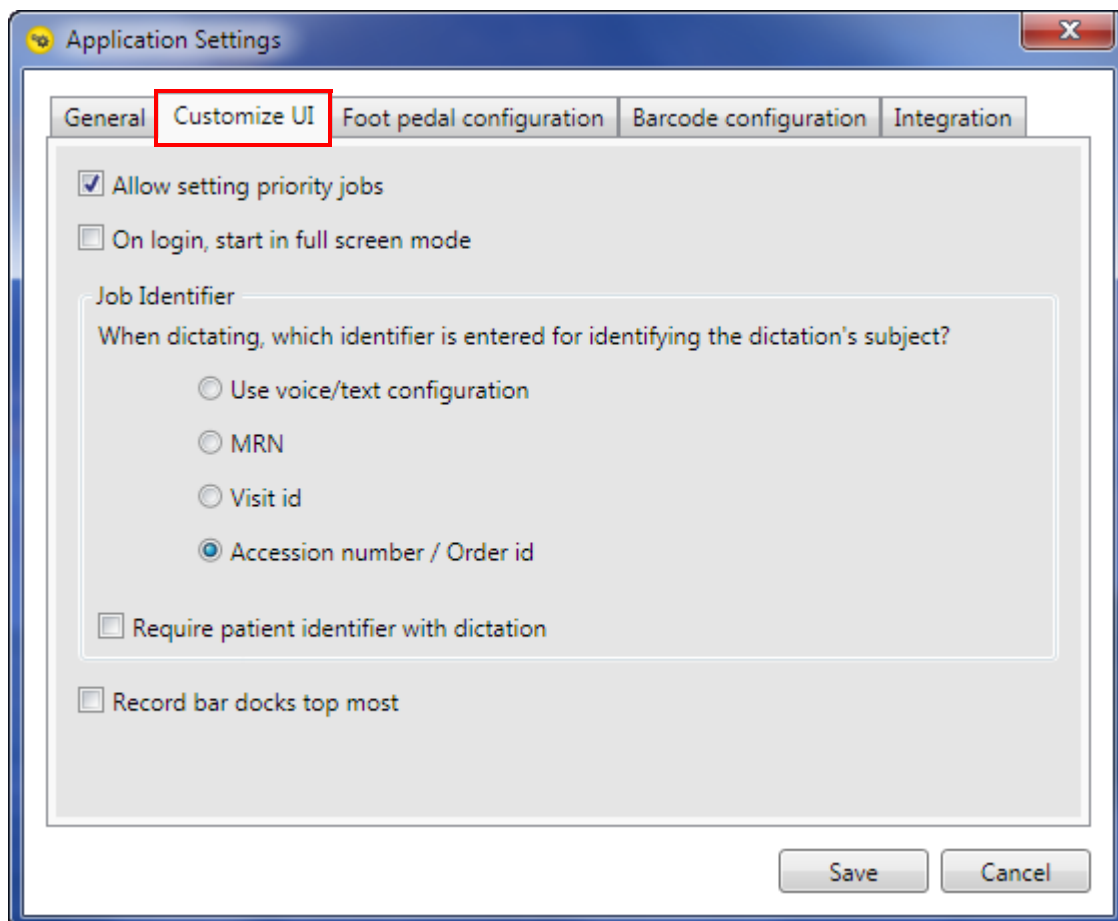 Application Settings
General Customize UI Foot pedal configuration Barcode configuration Integration
Allow setting priority jobs
On login, start in full screen mode
Job Identifier
When dictating, which identifier is entered for identifying the dictation's subject?
Use voice/text configuration
MRN
Visit id
Accession number / Order id
Require patient identifier with dictation
Record bar docks top most
Save Cancel